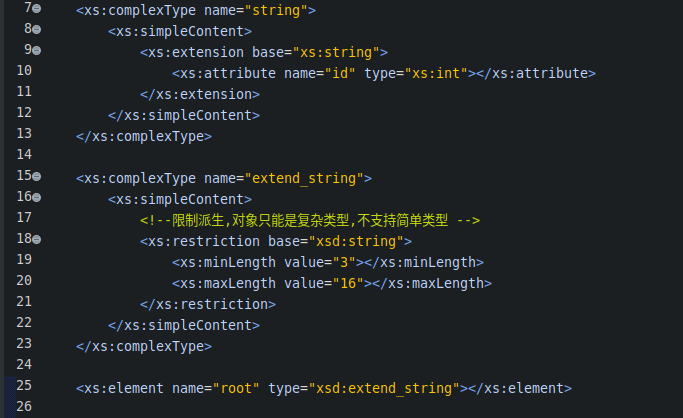 7 <xs:complexType name="string">
8 <xs:simpleContent>
9 <xs:extension base="xs:string">
10 <xs:attribute name="id" type="xs:int"></xs:attribute>
11 </xs:extension>
12 </xs:simpleContent>
13 </xs:complexType>
14
15 <xs:complexType name="extend_string">
16 <xs:simpleContent>
17 <!--限制派生,对象只能是复杂类型,不支持简单类型 -->
18 <xs:restriction base="xsd:string">
19 <xs:minLength value="3"></xs:minLength>
20 <xs:maxLength value="16"></xs:maxLength>
21 </xs:restriction>
22 </xs:simpleContent>
23 </xs:complexType>
24
25 <xs:element name="root" type="xsd:extend_string"></xs:element>
26